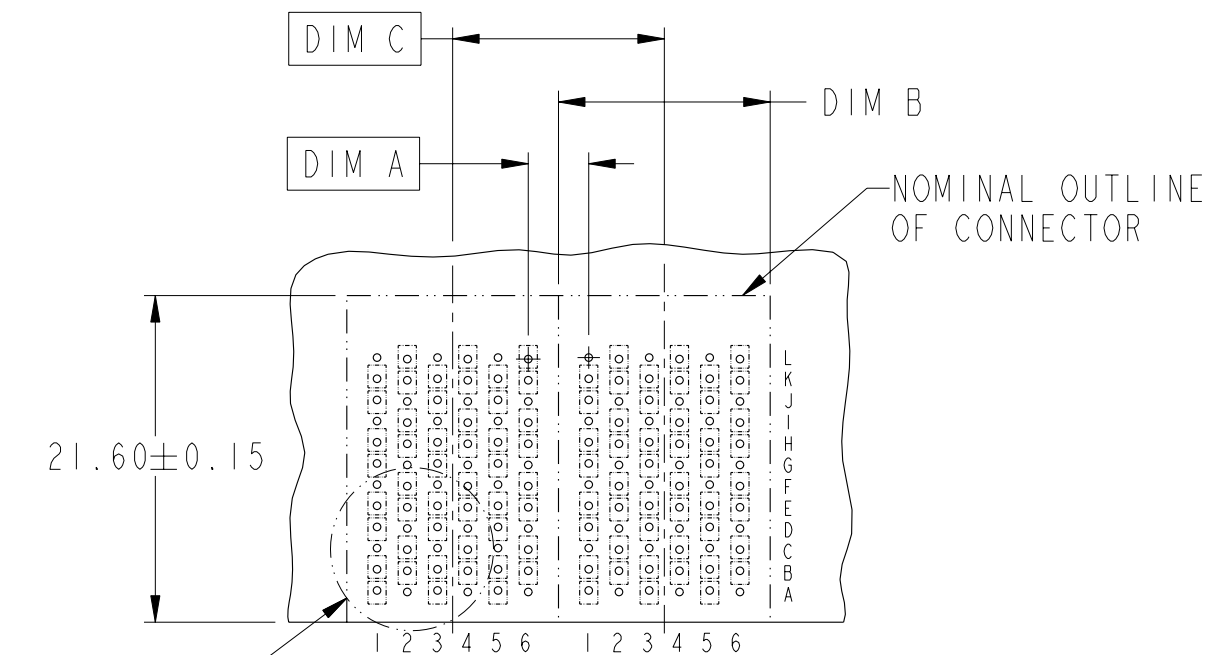 DIM C
DIM B
DIM A
NOMINAL OUTLINE
OF CONNECTOR
21.60±0.15
L
K
J
I
H
G
F
E
D
C
B
A
1 2 3 4 5 6 1 2 3 4 5 6